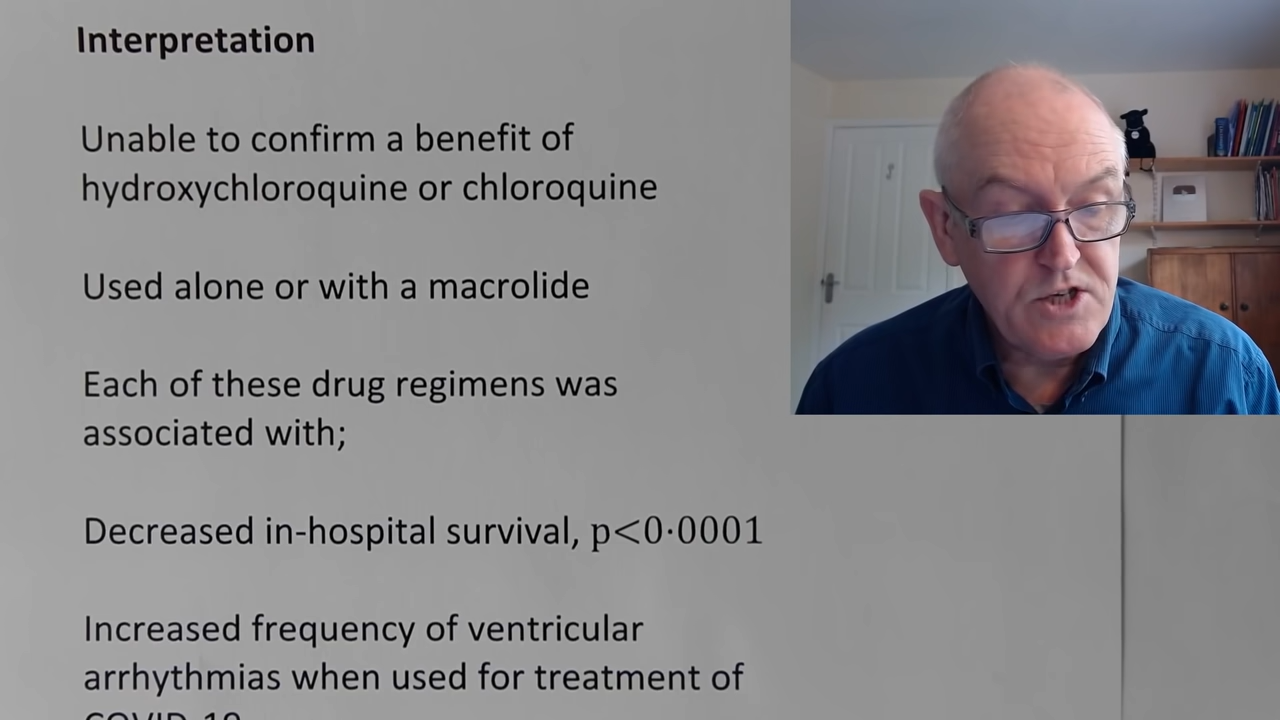 Interpretation
Unable to confirm a benefit of
hydroxychloroquine or chloroquine
Used alone or with a macrolide
Each of these drug regimens was
associated with;
Decreased in-hospital survival, p<0·0001
Increased frequency of ventricular
arrhythmias when used for treatment of
COVID-19